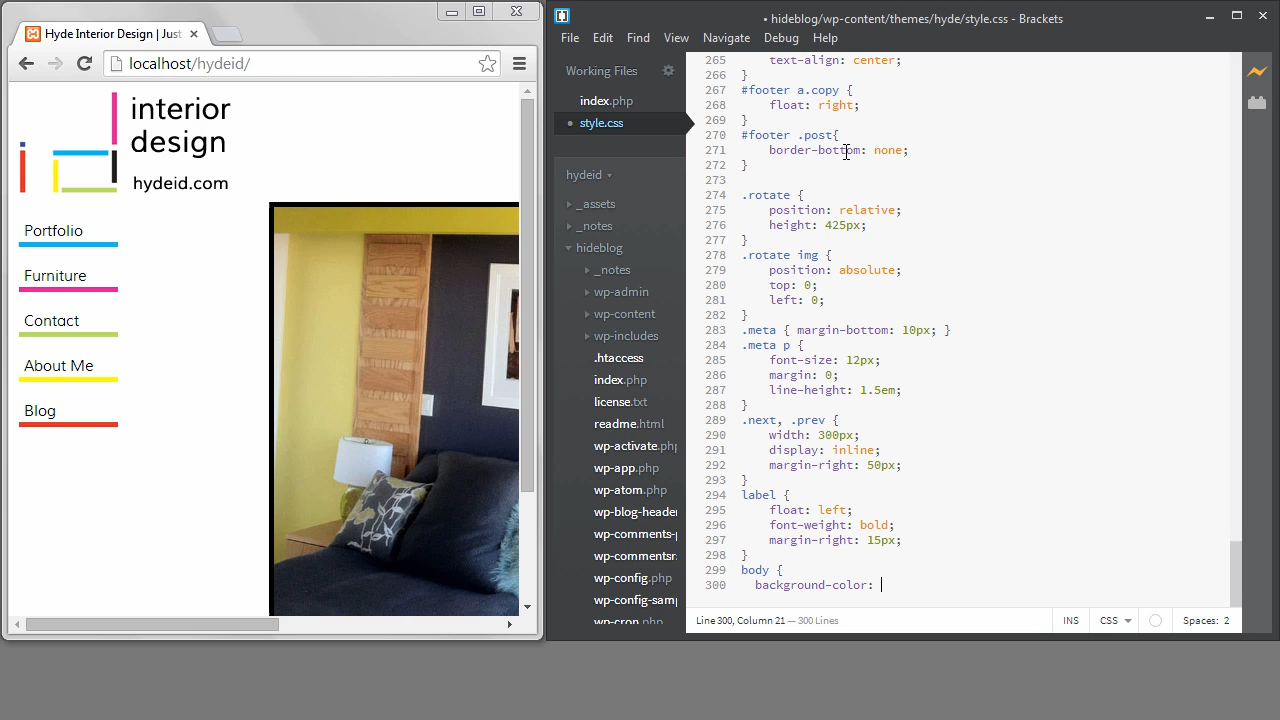 Hyde Interior Design | Just
localhost/hydeid/
interior
design
hydeid.com
Portfolio
Furniture
Contact
About Me
Blog
• hideblog/wp-content/themes/hyde/style.css - Brackets
File Edit Find View Navigate Debug Help
Working Files
index.php
style.css
hydeid
_assets
_notes
hideblog
_notes
wp-admin
wp-content
wp-includes
.htaccess
index.php
license.txt
readme.html
wp-activate.php
wp-app.php
wp-atom.php
wp-blog-header
wp-comments-p
wp-commentsr
wp-config.php
wp-config-samp
wp-cron.php
265 text-align: center;
266 }
267 #footer a.copy {
268 float: right;
269 }
270 #footer .post{
271 border-bottom: none;
272 }
273
274 .rotate {
275 position: relative;
276 height: 425px;
277 }
278 .rotate img {
279 position: absolute;
280 top: 0;
281 left: 0;
282 }
283 .meta { margin-bottom: 10px; }
284 .meta p {
285 font-size: 12px;
286 margin: 0;
287 line-height: 1.5em;
288 }
289 .next, .prev {
290 width: 300px;
291 display: inline;
292 margin-right: 50px;
293 }
294 label {
295 float: left;
296 font-weight: bold;
297 margin-right: 15px;
298 }
299 body {
300 background-color:
Line 300, Column 21 — 300 Lines
INS CSS Spaces: 2